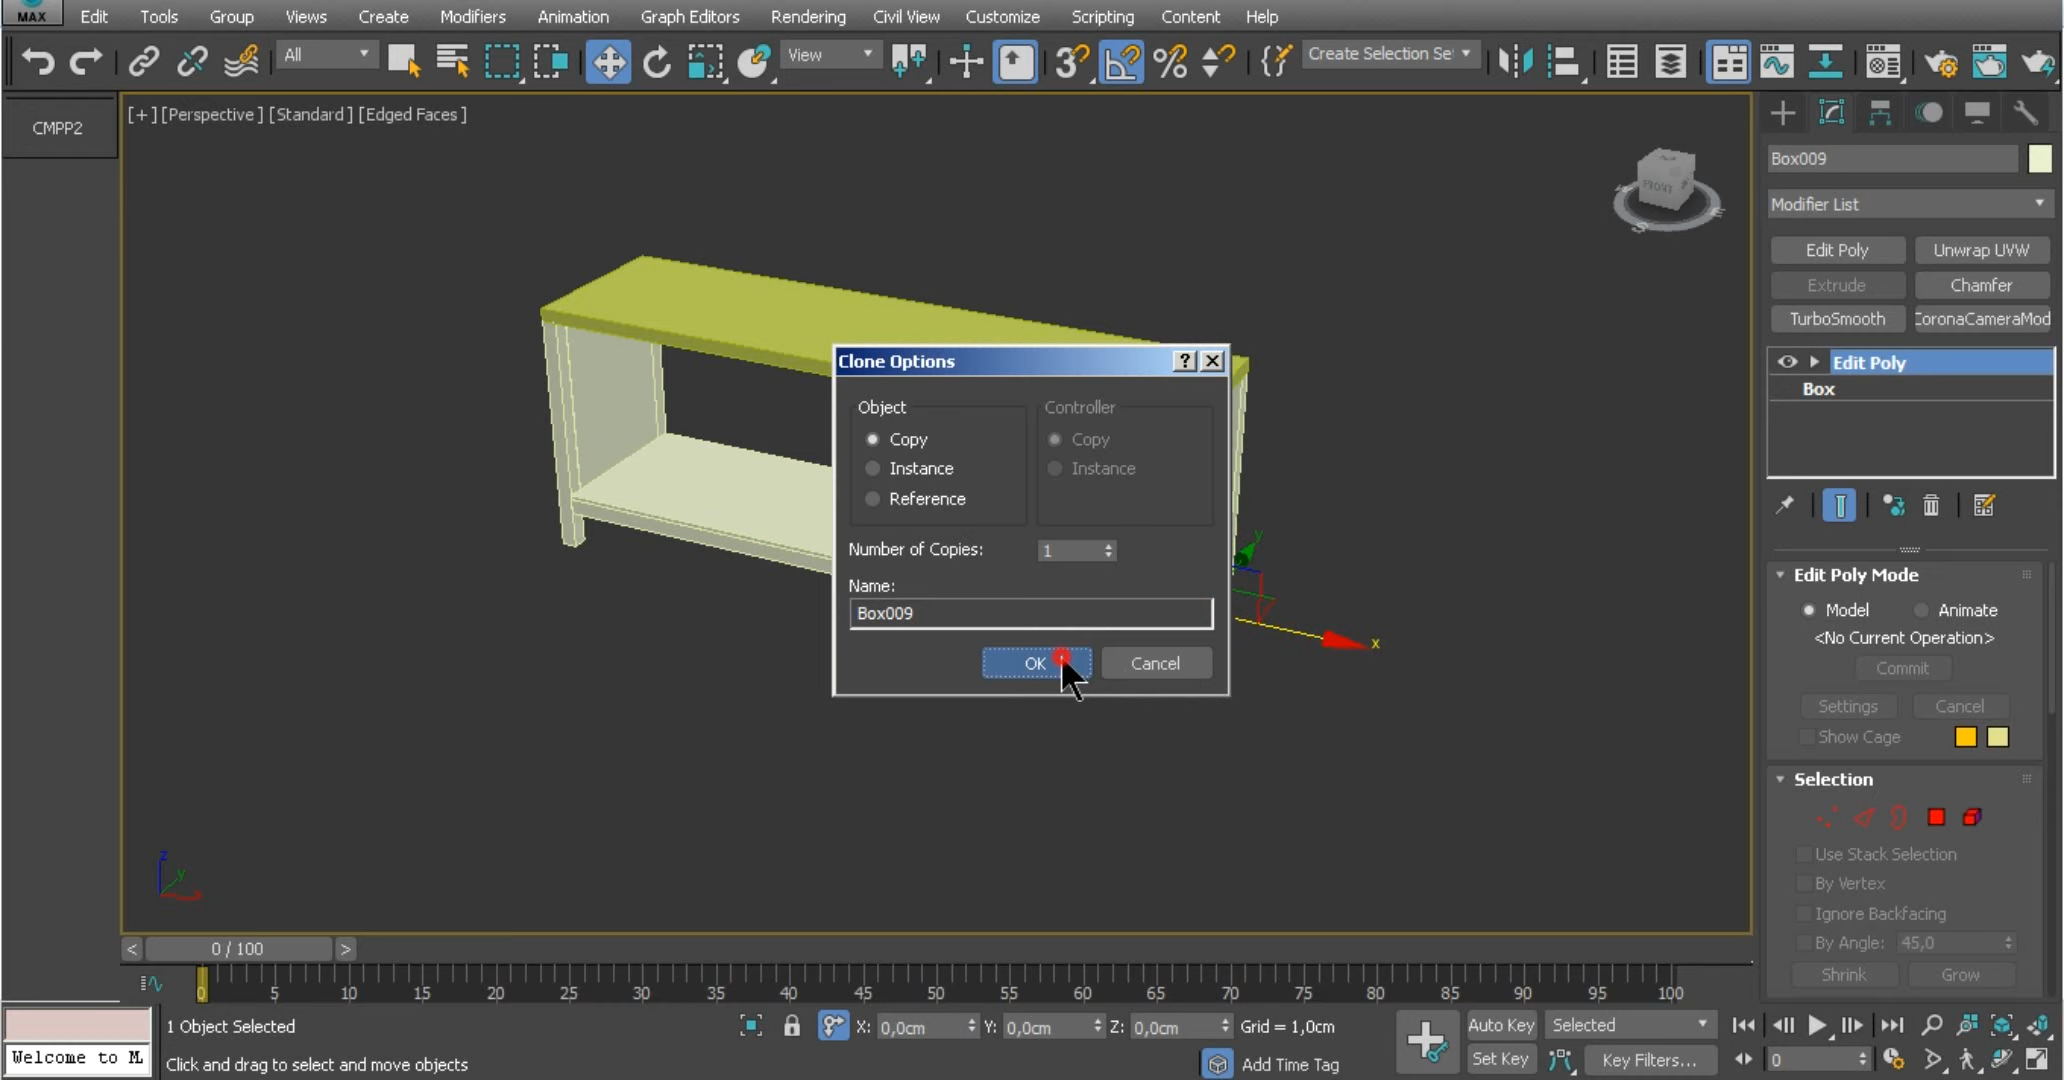 MAX Edit Tools Group Views Create Modifiers Animation Graph Editors Rendering Civil View Customize Scripting Content Help
All View 3 Create Selection Se
CMPP2
[+] [Perspective] [Standard] [Edged Faces]
FRONT
S E
Box009
Modifier List
Edit Poly Unwrap UVW
Extrude Chamfer
TurboSmooth CoronaCameraMod
Edit Poly
Box
Clone Options ?
Object Controller
Copy Copy
Instance Instance
Reference
Number of Copies: 1
Name:
Box009
OK Cancel
y
x
Edit Poly Mode
Model Animate
<No Current Operation>
Commit
Settings Cancel
Show Cage
Selection
Use Stack Selection
By Vertex
Ignore Backfacing
By Angle: 45,0
Shrink Grow
z
y
< 0 / 100 >
0 5 10 15 20 25 30 35 40 45 50 55 60 65 70 75 80 85 90 95 100
1 Object Selected X: 0,0cm Y: 0,0cm Z: 0,0cm Grid = 1,0cm Auto Key Selected
Welcome to M Click and drag to select and move objects Add Time Tag Set Key Key Filters... 0